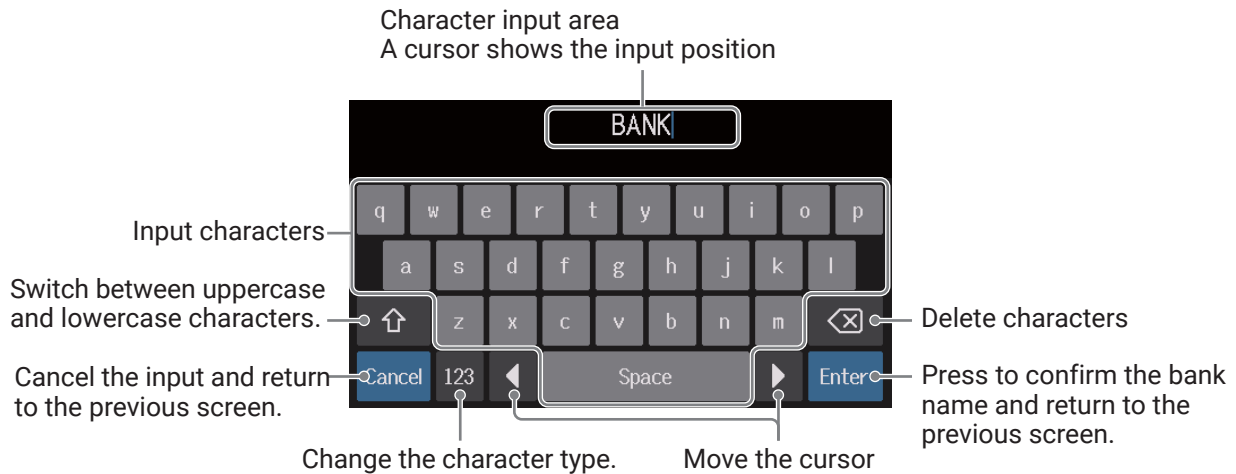 Character input area
A cursor shows the input position
BANK
q w e r t y u i o p
Input characters
a s d f g h j k l
Switch between uppercase
and lowercase characters.
z x c v b n m
Delete characters
Cancel the input and return
to the previous screen.
Cancel 123 Space Enter
Press to confirm the bank
name and return to the
previous screen.
Change the character type.
Move the cursor